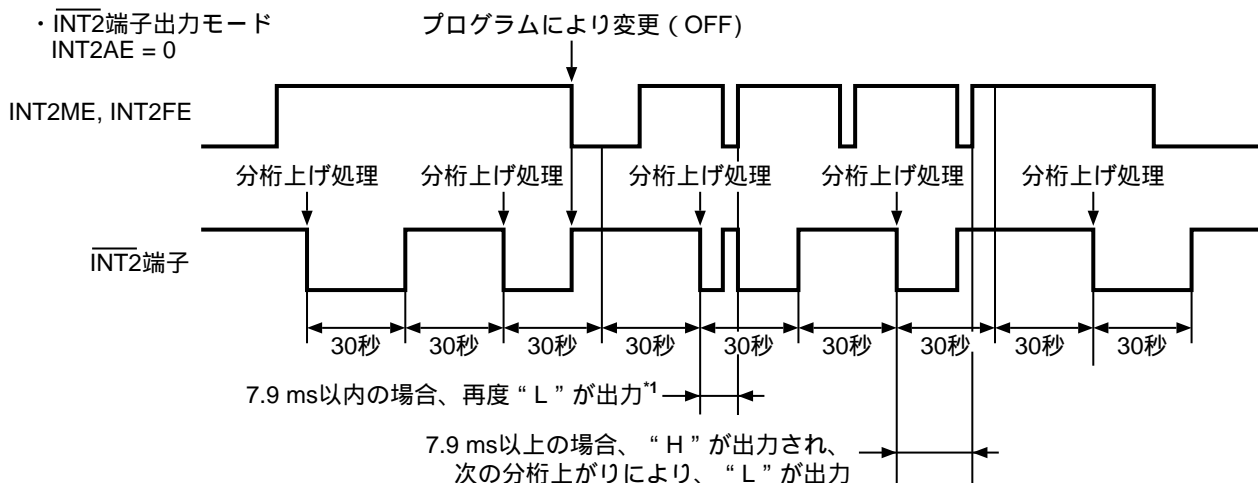 ・INT2端子出力モード
INT2AE = 0
プログラムにより変更 ( OFF)
INT2ME, INT2FE
分桁上げ処理 分桁上げ処理 分桁上げ処理 分桁上げ処理 分桁上げ処理
INT2端子
30秒 30秒 30秒 30秒 30秒 30秒 30秒 30秒 30秒
7.9 ms以内の場合、再度 “ L ” が出力*1
7.9 ms以上の場合、 “ H ” が出力され、
次の分桁上がりにより、 “ L ” が出力